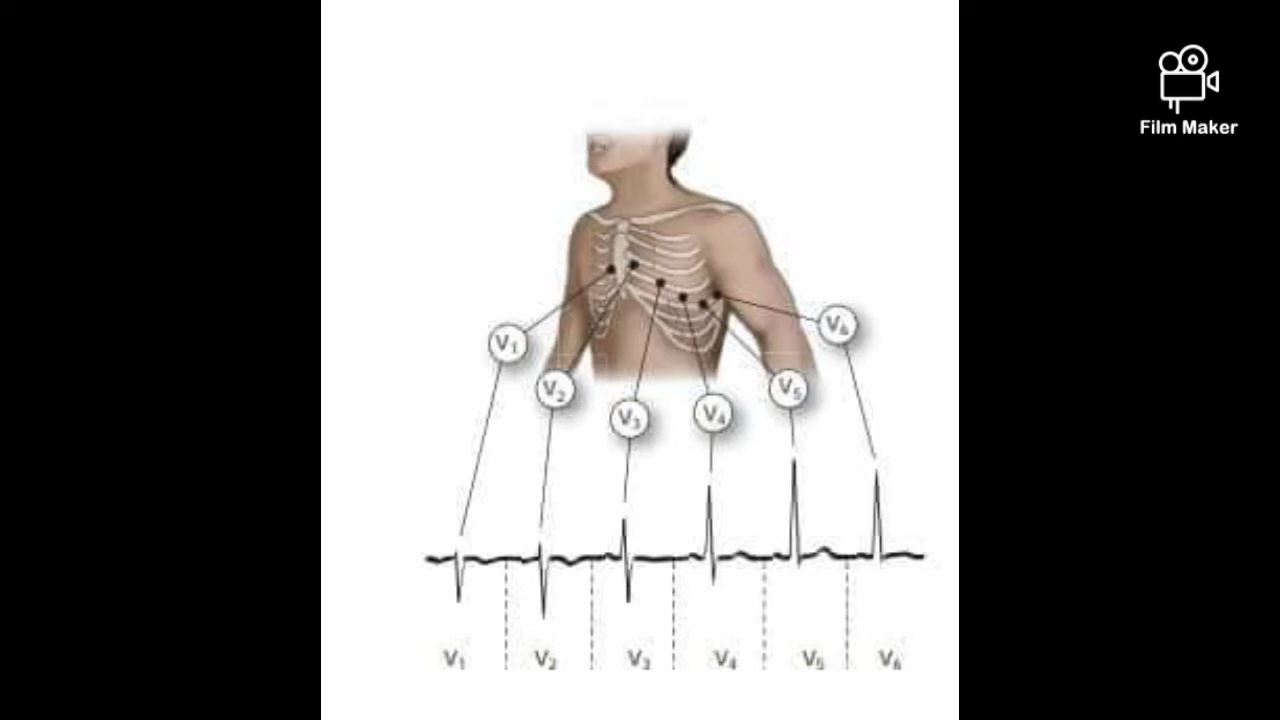 Film Maker
V₁
V₂
V₃
V₄
V₅
V₆
V₁ V₂ V₃ V₄ V₅ V₆